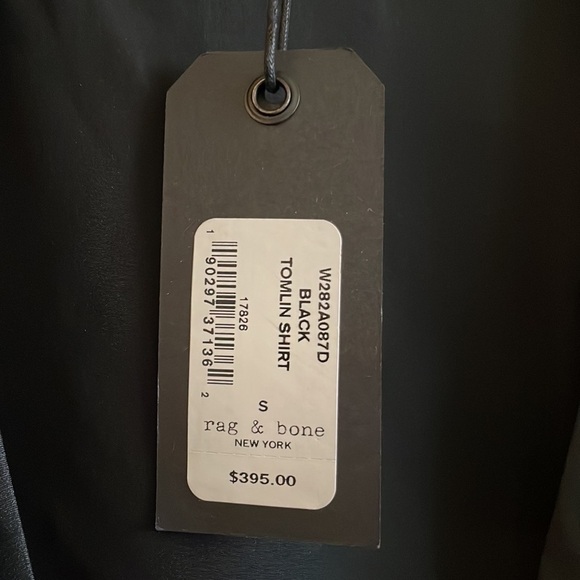 W282A087D
BLACK
TOMLIN SHIRT
17826
1 90297 37136 2
S
rag & bone
NEW YORK
$395.00